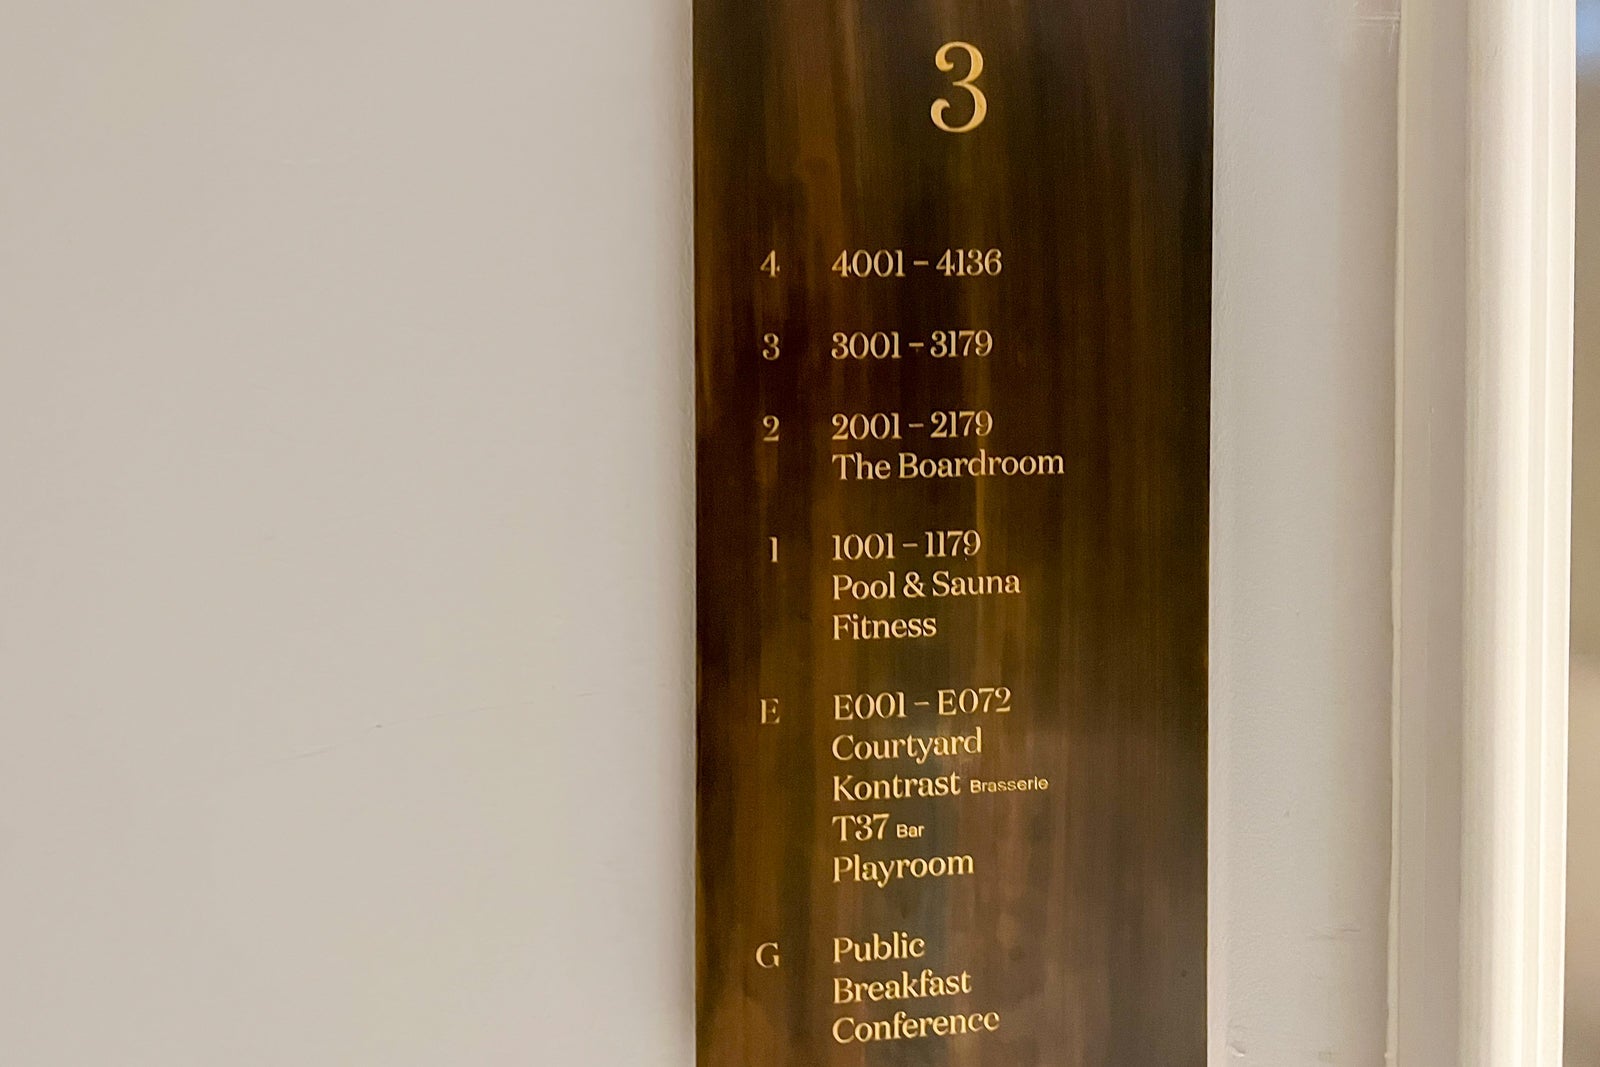 3
4 4001 – 4136
3 3001 – 3179
2 2001 – 2179
The Boardroom
1 1001 – 1179
Pool & Sauna
Fitness
E E001 – E072
Courtyard
Kontrast Brasserie
T37 Bar
Playroom
G Public
Breakfast
Conference